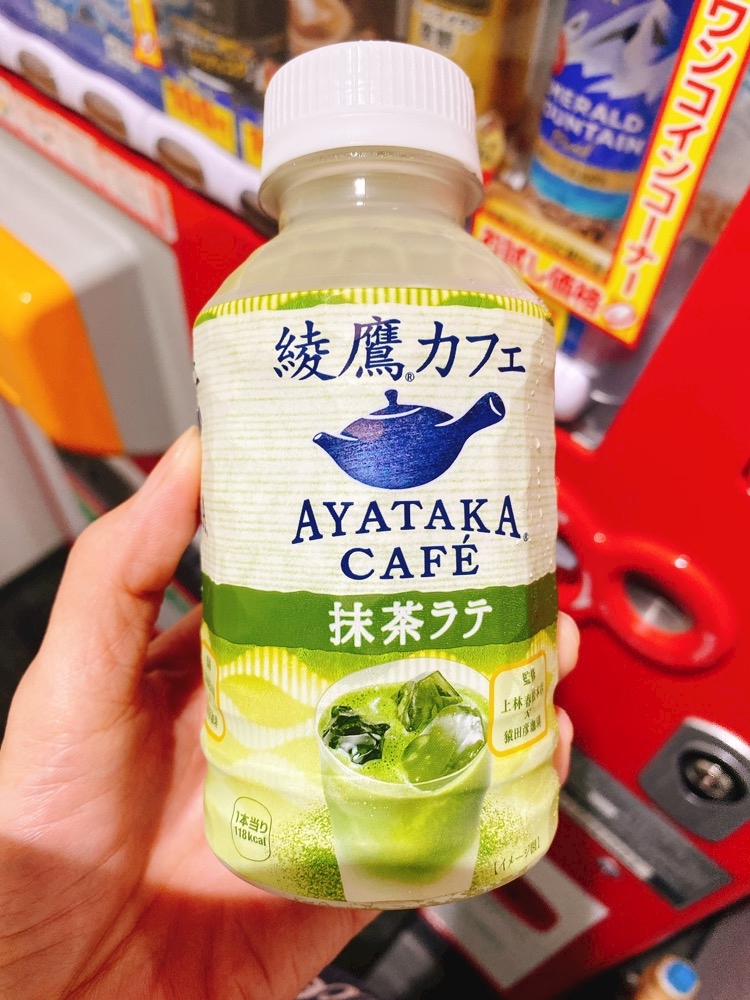 綾鷹®カフェ
AYATAKA®
CAFÉ
抹茶ラテ
監修
上林春松本店
×
猿田彦珈琲
1本当り
118kcal
【イメージ図】
ワンコインコーナー
お試し価格
EMERALD
MOUNTAIN